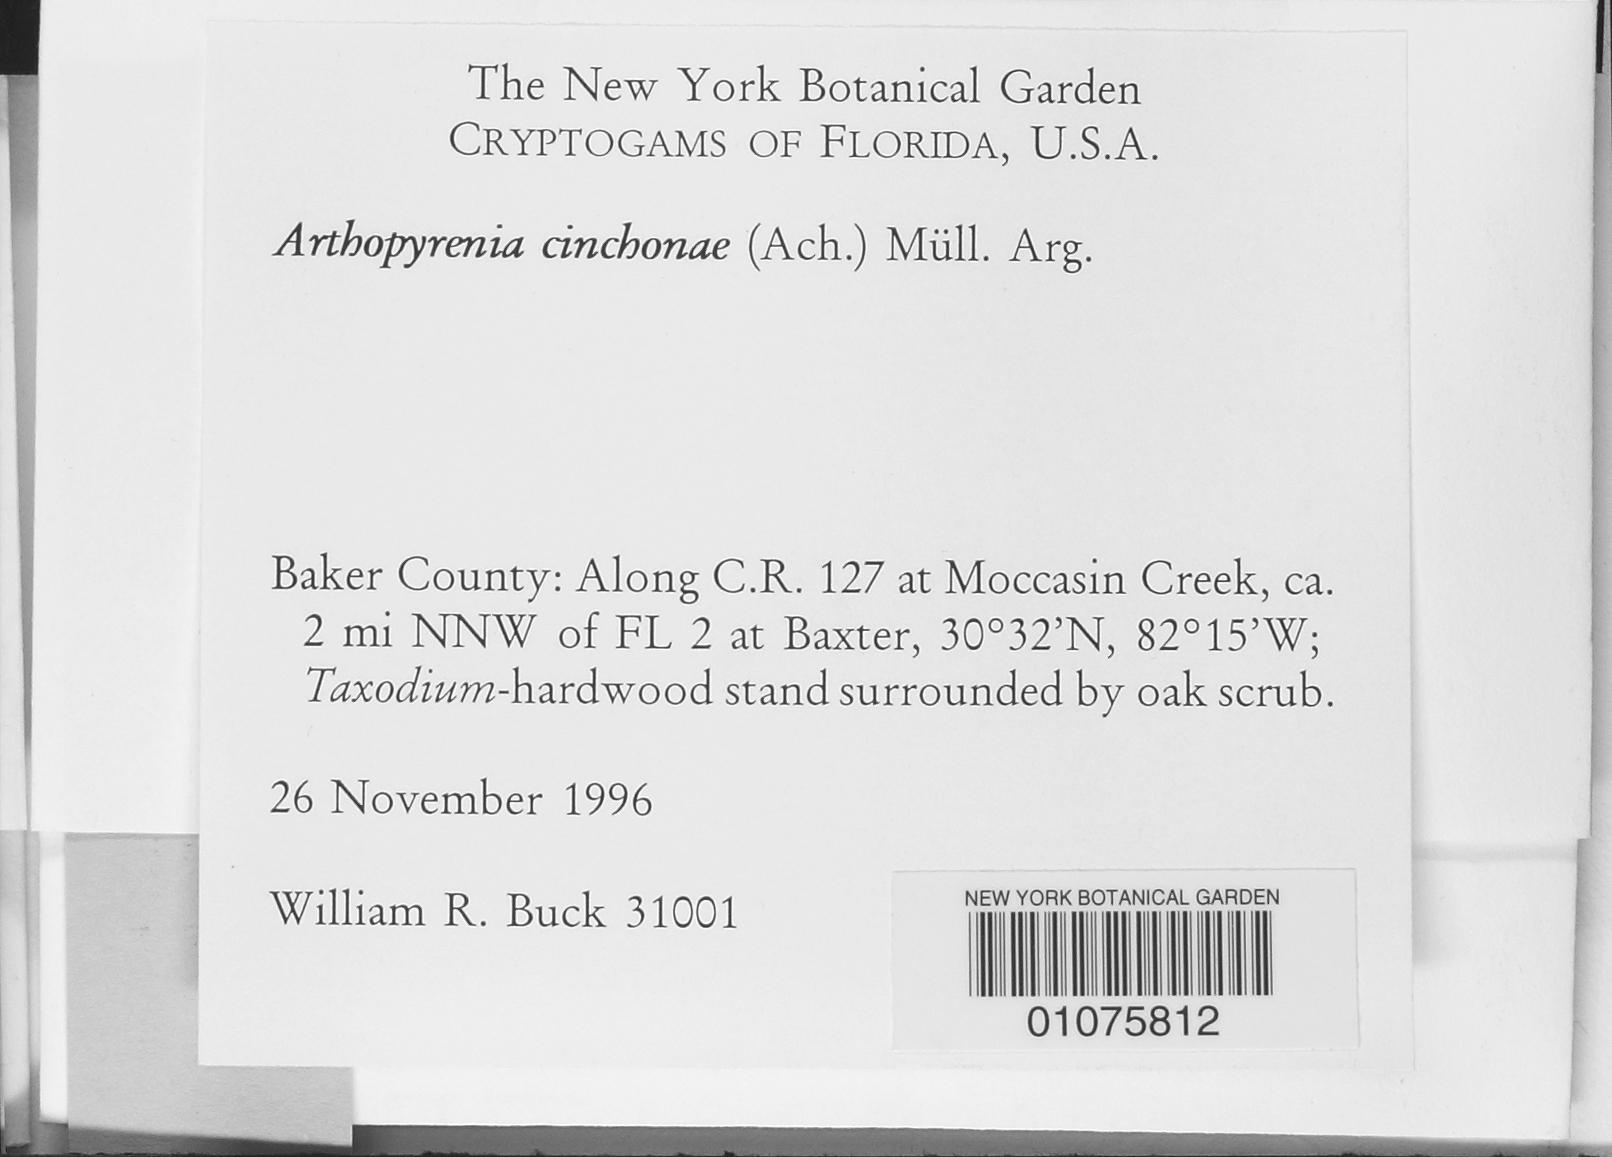 The New York Botanical Garden
CRYPTOGAMS OF FLORIDA, U.S.A.
Arthopyrenia cinchonae (Ach.) Müll. Arg.
Baker County: Along C.R. 127 at Moccasin Creek, ca.
2 mi NNW of FL 2 at Baxter, 30°32’N, 82°15’W;
Taxodium-hardwood stand surrounded by oak scrub.
26 November 1996
William R. Buck 31001
NEW YORK BOTANICAL GARDEN
01075812